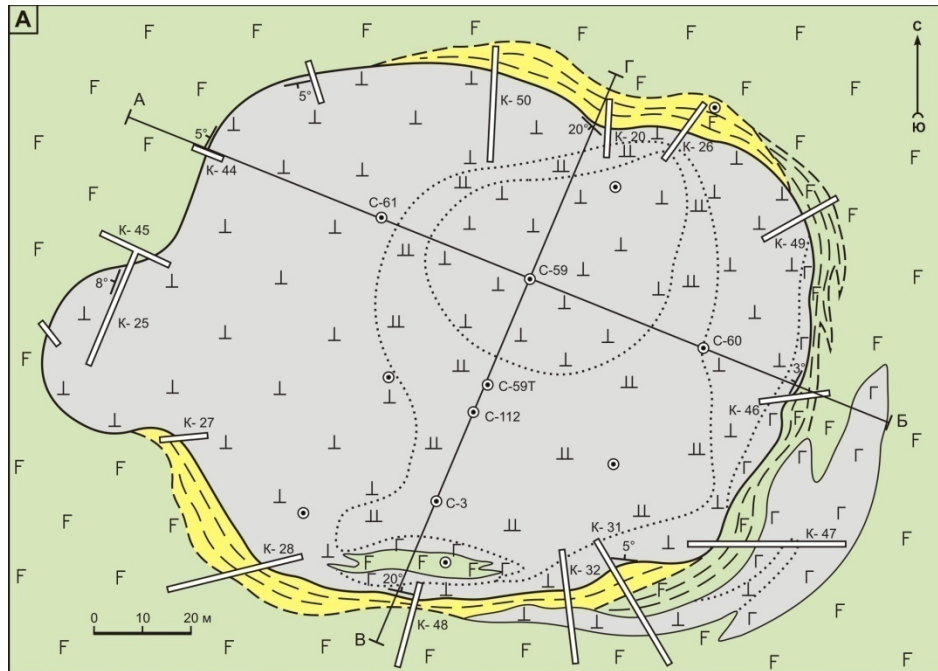 А
С
Ю
А
Г
5°
К- 50
20°
К- 20
К- 26
5°
К- 44
С-61
К- 45
К- 49
8°
С-59
К- 25
С-60
3°
С-59Т
К- 46
Б
С-112
К- 27
С-3
К- 31
К- 47
5°
К- 28
К- 32
20°
0 10 20 м
К- 48
В